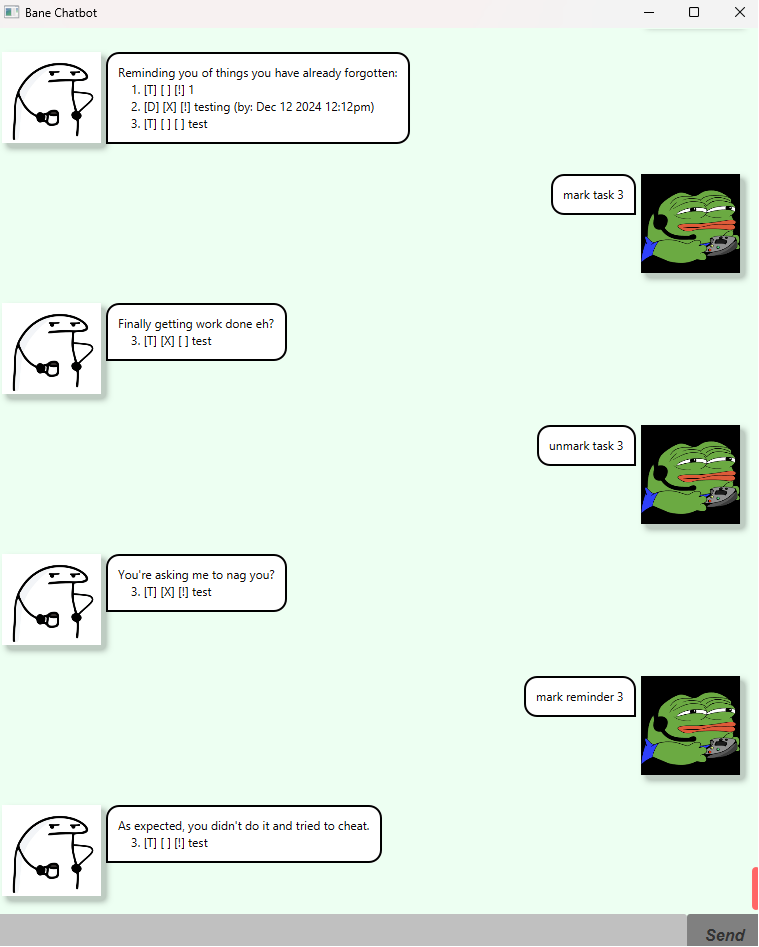 Bane Chatbot
Reminding you of things you have already forgotten:
1. [T] [ ] [!] 1
2. [D] [X] [!] testing (by: Dec 12 2024 12:12pm)
3. [T] [ ] [ ] test
mark task 3
Finally getting work done eh?
3. [T] [X] [ ] test
unmark task 3
You're asking me to nag you?
3. [T] [X] [!] test
mark reminder 3
As expected, you didn't do it and tried to cheat.
3. [T] [ ] [!] test
Send